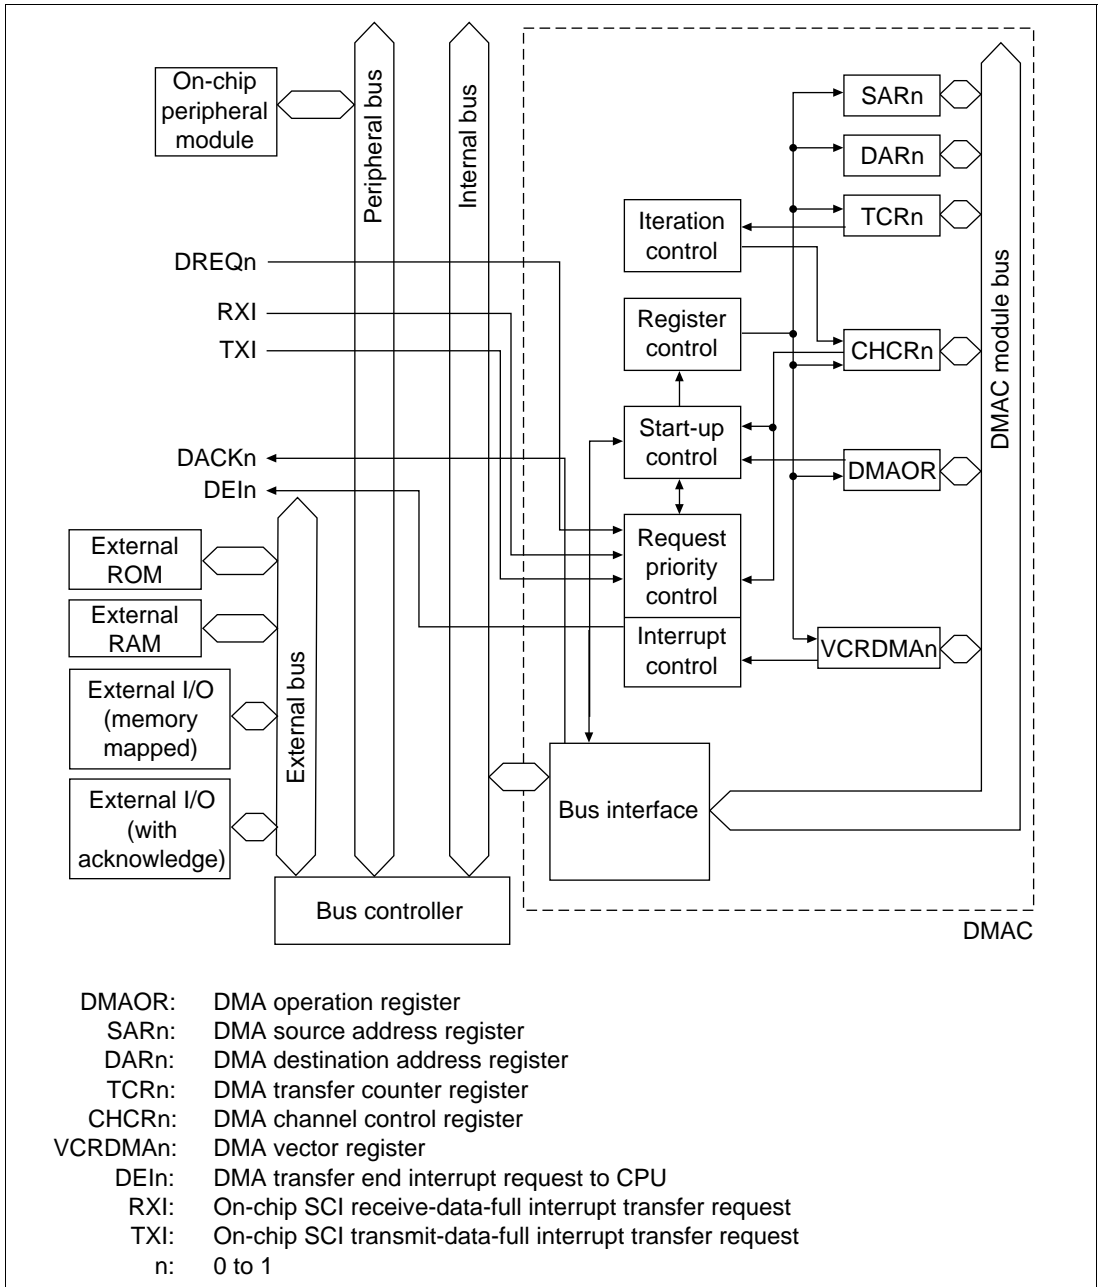 On-chip
peripheral
module
Peripheral bus
Internal bus
SARn
DARn
TCRn
Iteration
control
DREQn
RXI
TXI
Register
control
CHCRn
DMAC module bus
Start-up
control
DMAOR
DACKn
DEIn
Request
priority
control
Interrupt
control
VCRDMAn
External
ROM
External
RAM
External I/O
(memory
mapped)
External I/O
(with
acknowledge)
External bus
Bus interface
Bus controller
DMAC
DMAOR: DMA operation register
SARn: DMA source address register
DARn: DMA destination address register
TCRn: DMA transfer counter register
CHCRn: DMA channel control register
VCRDMAn: DMA vector register
DEIn: DMA transfer end interrupt request to CPU
RXI: On-chip SCI receive-data-full interrupt transfer request
TXI: On-chip SCI transmit-data-full interrupt transfer request
n: 0 to 1